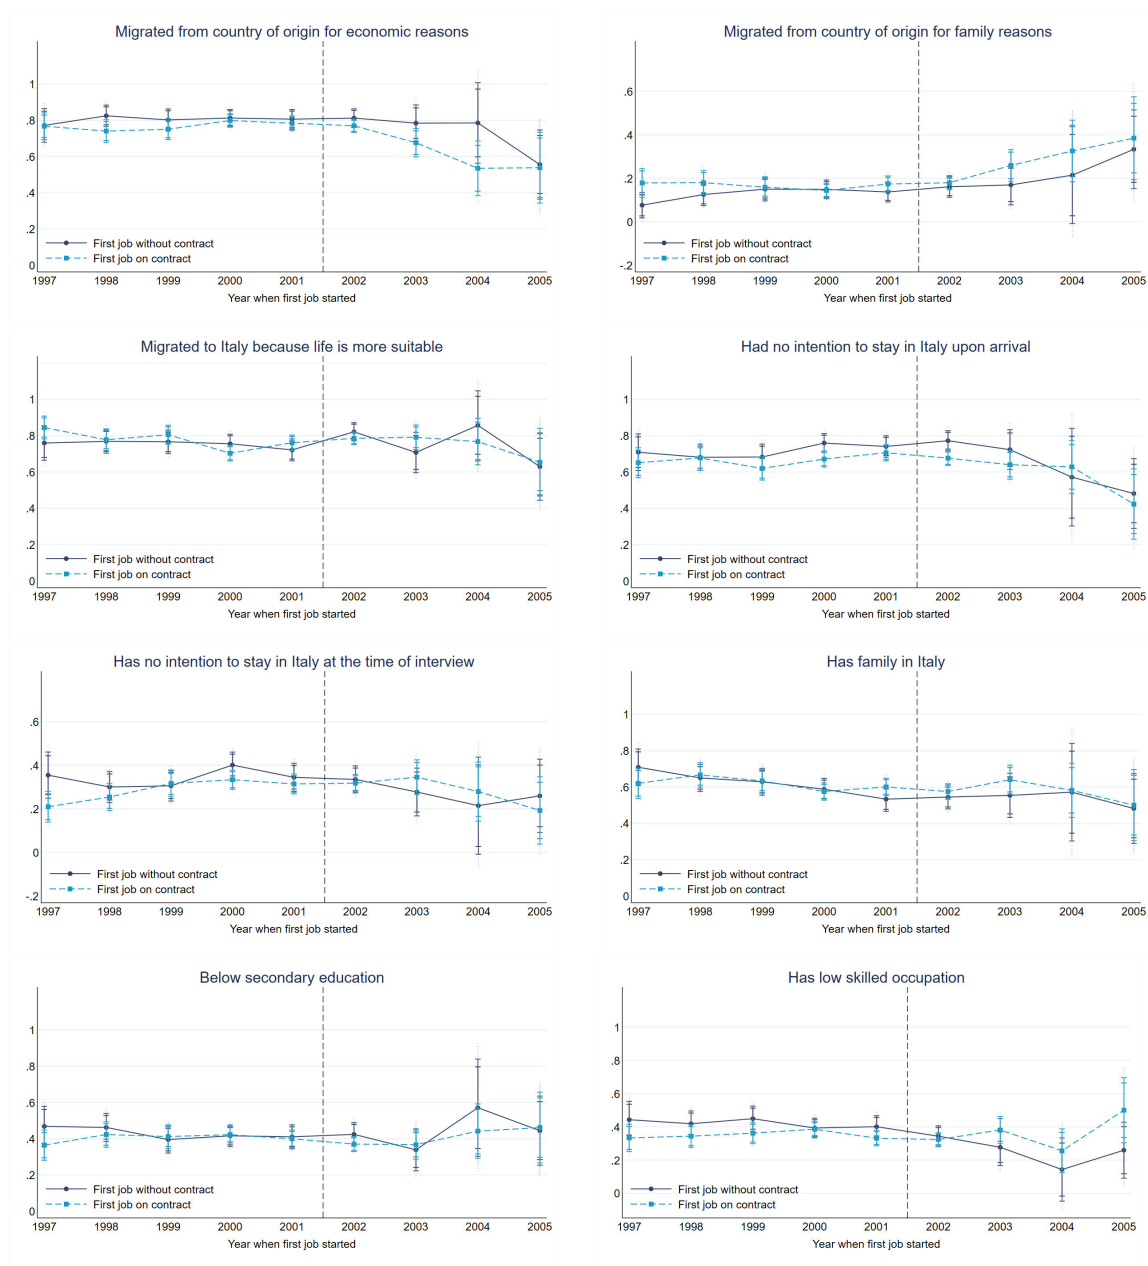 Migrated from country of origin for economic reasons
1
.8
.6
.4
.2
0
First job without contract
First job on contract
1997 1998 1999 2000 2001 2002 2003 2004 2005
Year when first job started
Migrated from country of origin for family reasons
.6
.4
.2
0
-.2
First job without contract
First job on contract
1997 1998 1999 2000 2001 2002 2003 2004 2005
Year when first job started
Migrated to Italy because life is more suitable
1
.8
.6
.4
.2
0
First job without contract
First job on contract
1997 1998 1999 2000 2001 2002 2003 2004 2005
Year when first job started
Had no intention to stay in Italy upon arrival
1
.8
.6
.4
.2
0
First job without contract
First job on contract
1997 1998 1999 2000 2001 2002 2003 2004 2005
Year when first job started
Has no intention to stay in Italy at the time of interview
.6
.4
.2
0
-.2
First job without contract
First job on contract
1997 1998 1999 2000 2001 2002 2003 2004 2005
Year when first job started
Has family in Italy
1
.8
.6
.4
.2
0
First job without contract
First job on contract
1997 1998 1999 2000 2001 2002 2003 2004 2005
Year when first job started
Below secondary education
1
.8
.6
.4
.2
0
First job without contract
First job on contract
1997 1998 1999 2000 2001 2002 2003 2004 2005
Year when first job started
Has low skilled occupation
1
.8
.6
.4
.2
0
First job without contract
First job on contract
1997 1998 1999 2000 2001 2002 2003 2004 2005
Year when first job started